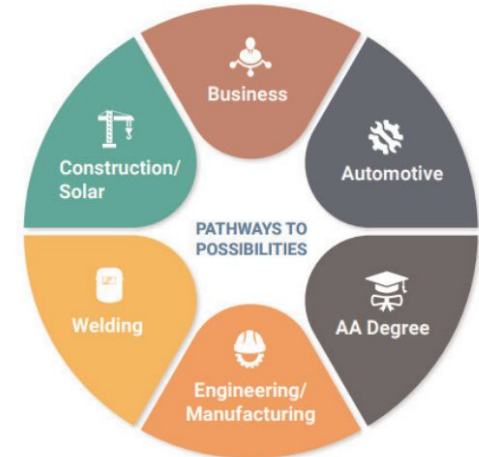 Business
Automotive
AA Degree
Engineering/
Manufacturing
Welding
Construction/
Solar
PATHWAYS TO
POSSIBILITIES